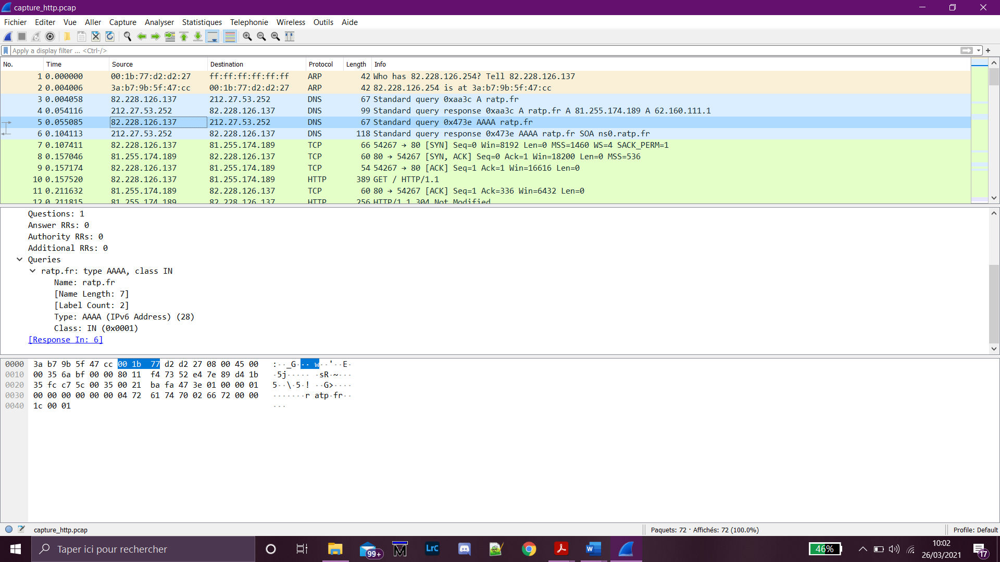 capture_http.pcap
Fichier Editer Vue Aller Capture Analyser Statistiques Telephonie Wireless Outils Aide
Apply a display filter ... <Ctrl-/>
No. Time Source Destination Protocol Length Info
1 0.000000 00:1b:77:d2:d2:27 ff:ff:ff:ff:ff:ff ARP 42 Who has 82.228.126.254? Tell 82.228.126.137
2 0.004006 3a:b7:9b:5f:47:cc 00:1b:77:d2:d2:27 ARP 42 82.228.126.254 is at 3a:b7:9b:5f:47:cc
3 0.004058 82.228.126.137 212.27.53.252 DNS 67 Standard query 0xaa3c A ratp.fr
4 0.054116 212.27.53.252 82.228.126.137 DNS 99 Standard query response 0xaa3c A ratp.fr A 81.255.174.189 A 62.160.111.1
5 0.055085 82.228.126.137 212.27.53.252 DNS 67 Standard query 0x473e AAAA ratp.fr
6 0.104113 212.27.53.252 82.228.126.137 DNS 118 Standard query response 0x473e AAAA ratp.fr SOA ns0.ratp.fr
7 0.107411 82.228.126.137 81.255.174.189 TCP 66 54267 → 80 [SYN] Seq=0 Win=8192 Len=0 MSS=1460 WS=4 SACK_PERM=1
8 0.157046 81.255.174.189 82.228.126.137 TCP 60 80 → 54267 [SYN, ACK] Seq=0 Ack=1 Win=18200 Len=0 MSS=536
9 0.157174 82.228.126.137 81.255.174.189 TCP 54 54267 → 80 [ACK] Seq=1 Ack=1 Win=16616 Len=0
10 0.157520 82.228.126.137 81.255.174.189 HTTP 389 GET / HTTP/1.1
11 0.211632 81.255.174.189 82.228.126.137 TCP 60 80 → 54267 [ACK] Seq=1 Ack=336 Win=6432 Len=0
12 0.211815 81.255.174.189 82.228.126.137 HTTP 256 HTTP/1.1 304 Not Modified
Questions: 1
Answer RRs: 0
Authority RRs: 0
Additional RRs: 0
Queries
ratp.fr: type AAAA, class IN
Name: ratp.fr
[Name Length: 7]
[Label Count: 2]
Type: AAAA (IPv6 Address) (28)
Class: IN (0x0001)
[Response In: 6]
0000 3a b7 9b 5f 47 cc 00 1b 77 d2 d2 27 08 00 45 00 :··_G··· w··'··E·
0010 00 35 6a bf 00 00 80 11 f4 73 52 e4 7e 89 d4 1b ·5j····· ·sR·~···
0020 35 fc c7 5c 00 35 00 21 ba fa 47 3e 01 00 00 01 5··\·5·! ··G>····
0030 00 00 00 00 00 00 04 72 61 74 70 02 66 72 00 00 ·······r atp·fr··
0040 1c 00 01 ···
capture_http.pcap Paquets: 72 · Affichés: 72 (100.0%) Profile: Default
Taper ici pour rechercher 99+ LrC 46% 10:02
26/03/2021 17